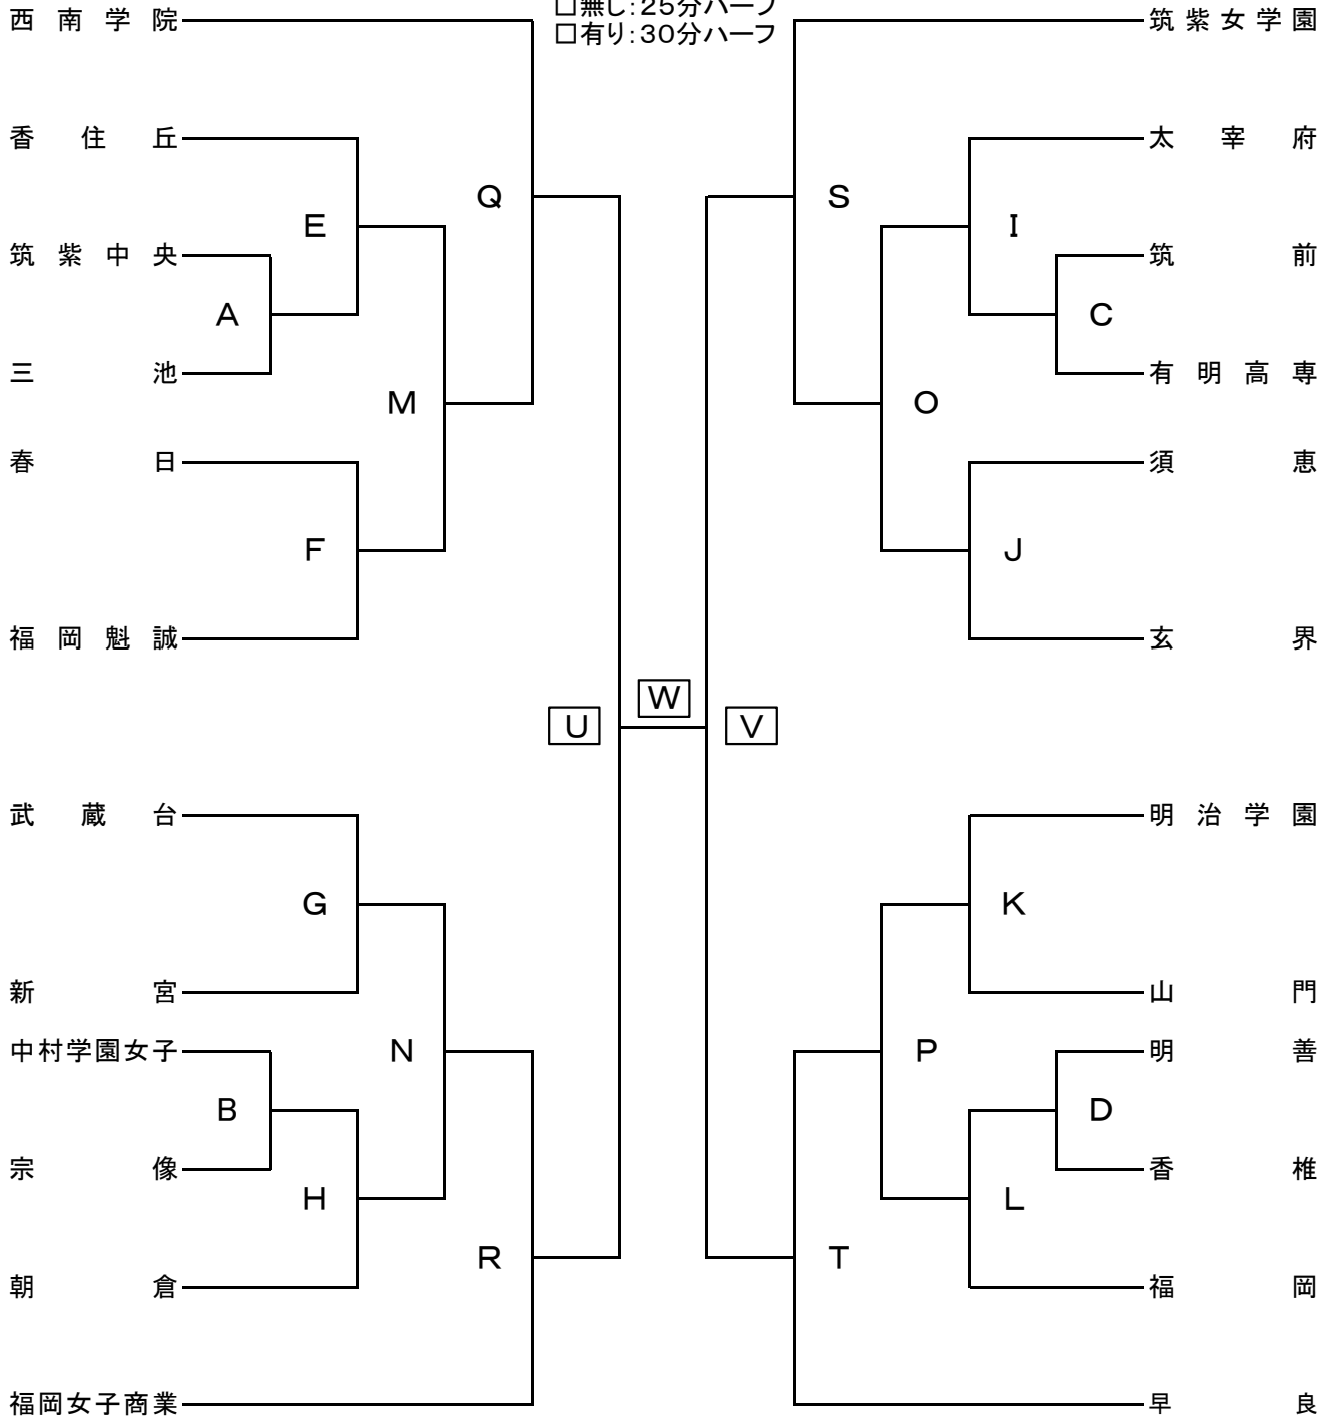 □無し：25分ハーフ
□有り：30分ハーフ
西南学院
筑紫女学園
香住丘
太宰府
Q
S
E
I
筑紫中央
筑前
A
C
三池
有明高専
M
O
春日
須恵
F
J
福岡魁誠
玄界
W
U
V
武蔵台
明治学園
G
K
新宮
山門
中村学園女子
N
P
明善
B
D
宗像
香椎
H
L
R
T
朝倉
福岡
福岡女子商業
早良